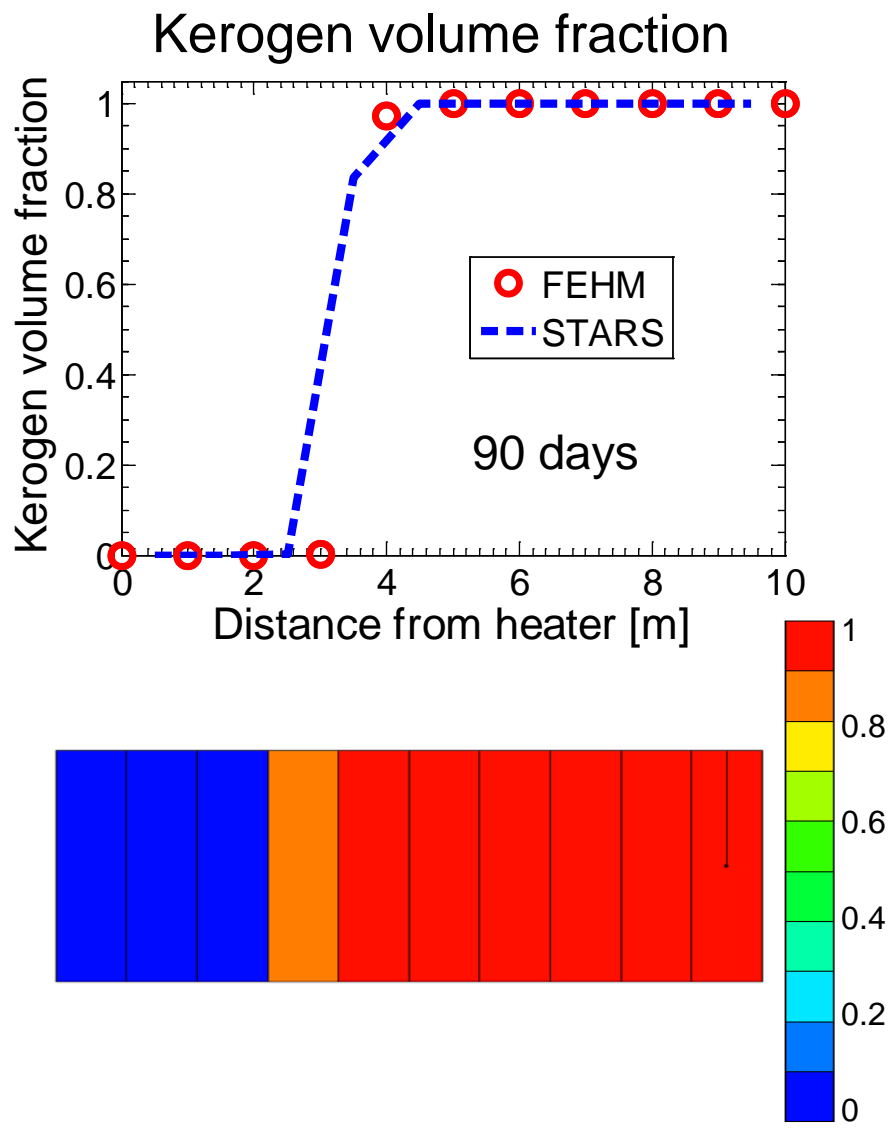 Kerogen volume fraction
Kerogen volume fraction
1
0.8
0.6
0.4
0.2
0
FEHM
STARS
90 days
0 2 4 6 8 10
Distance from heater [m]
1
0.8
0.6
0.4
0.2
0